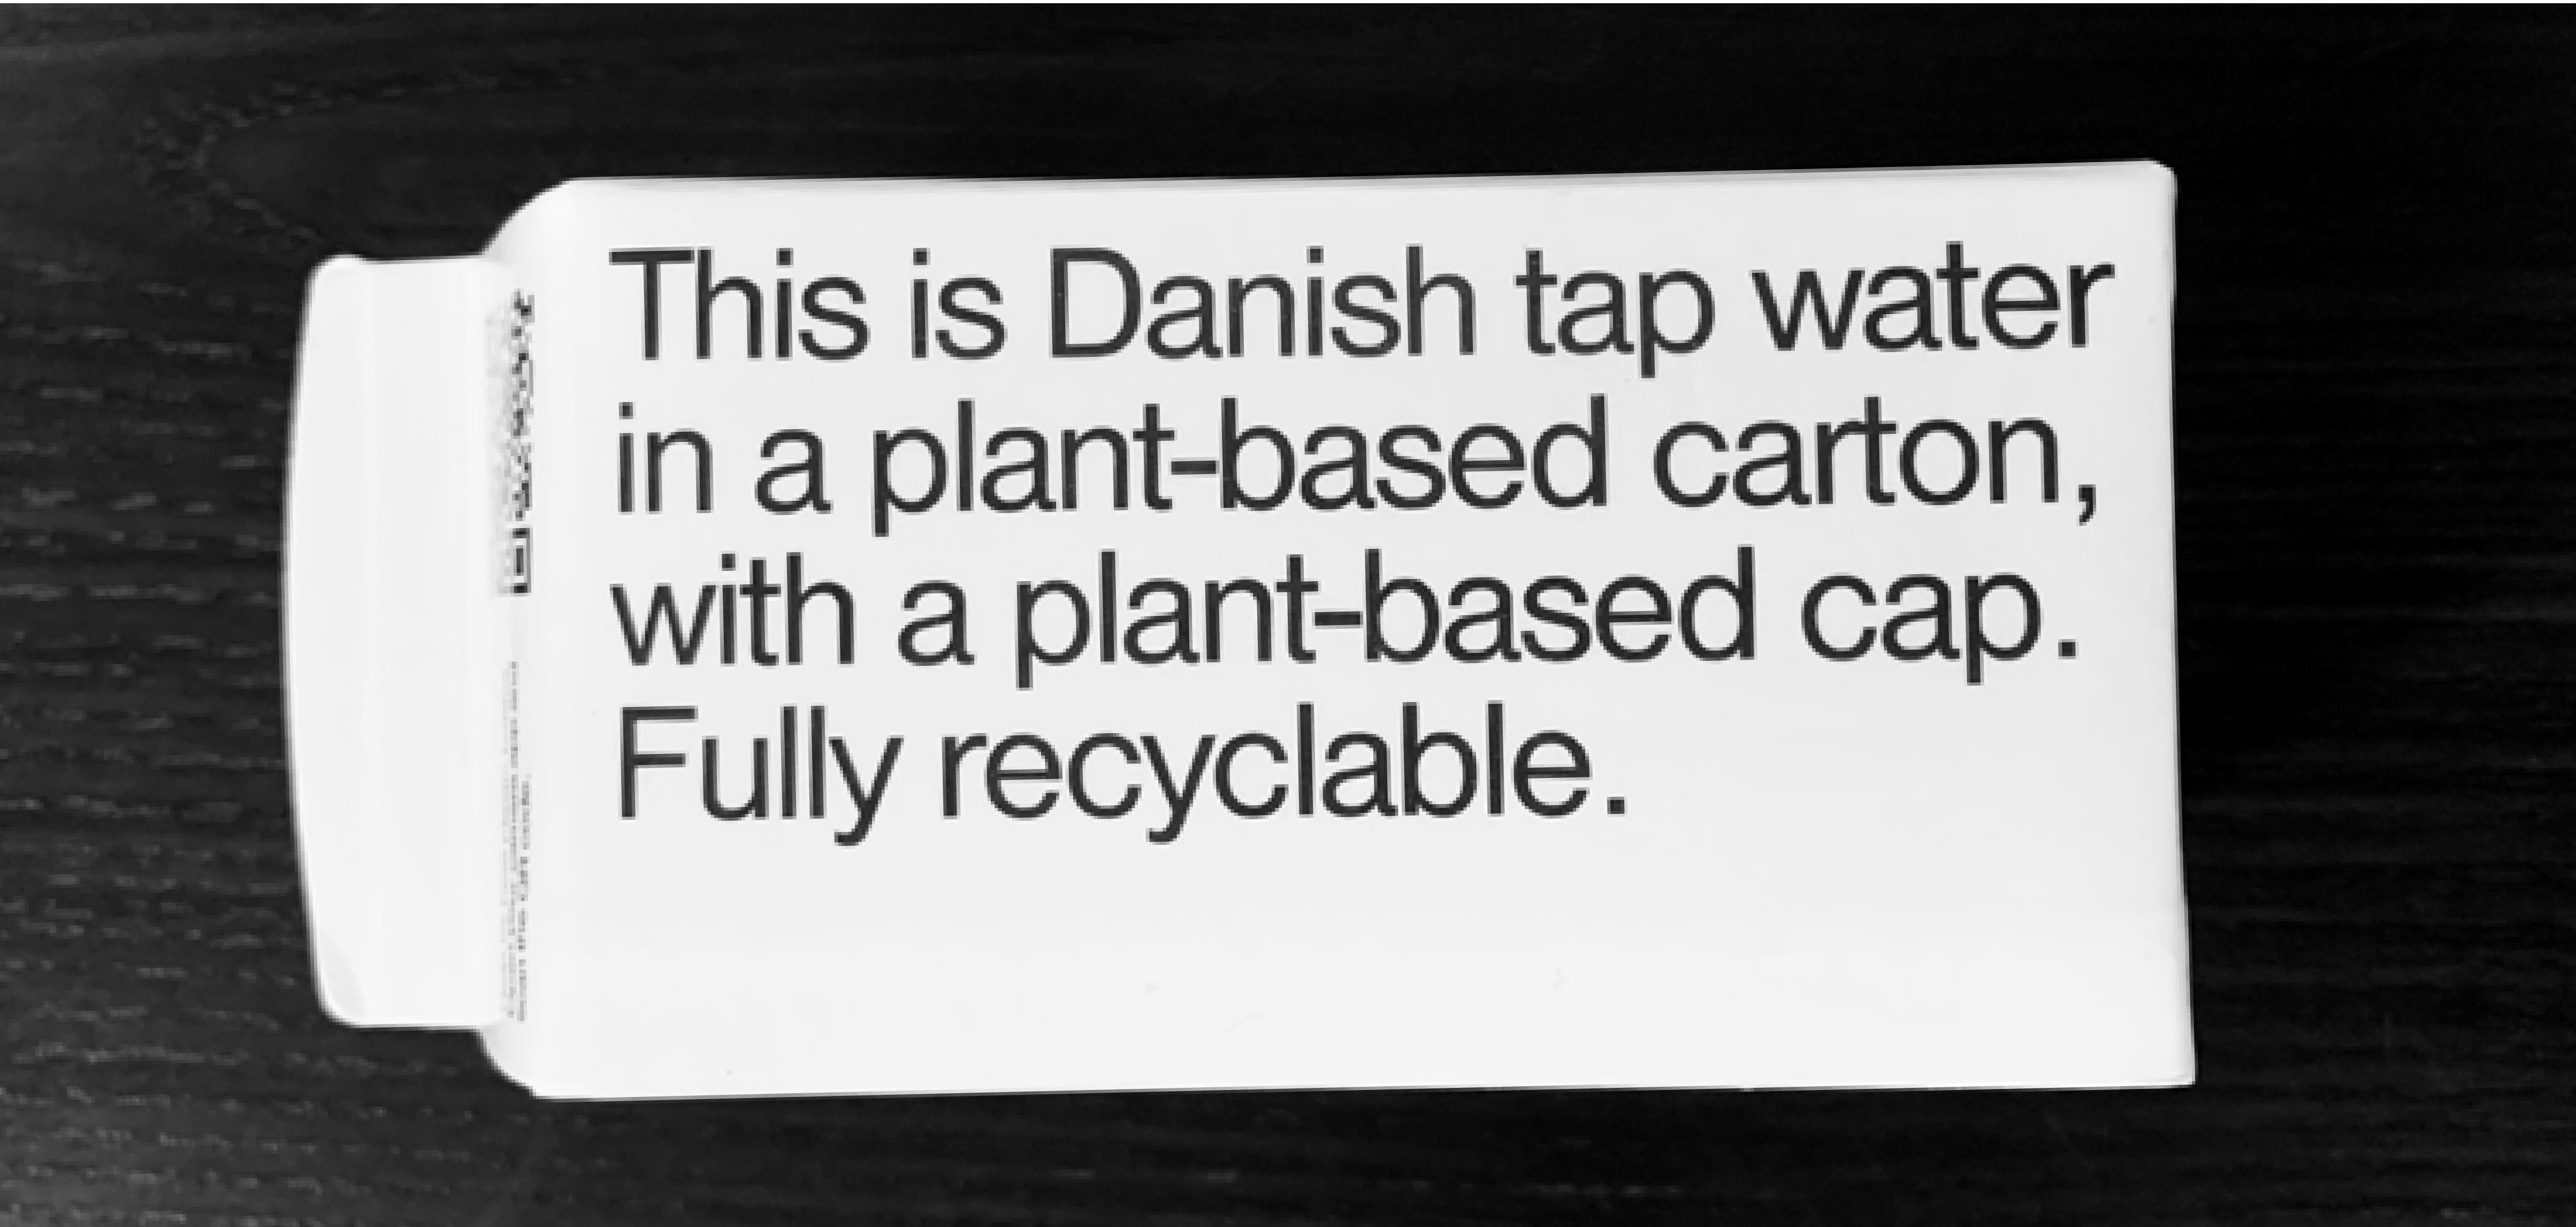 This is Danish tap water
in a plant-based carton,
with a plant-based cap.
Fully recyclable.